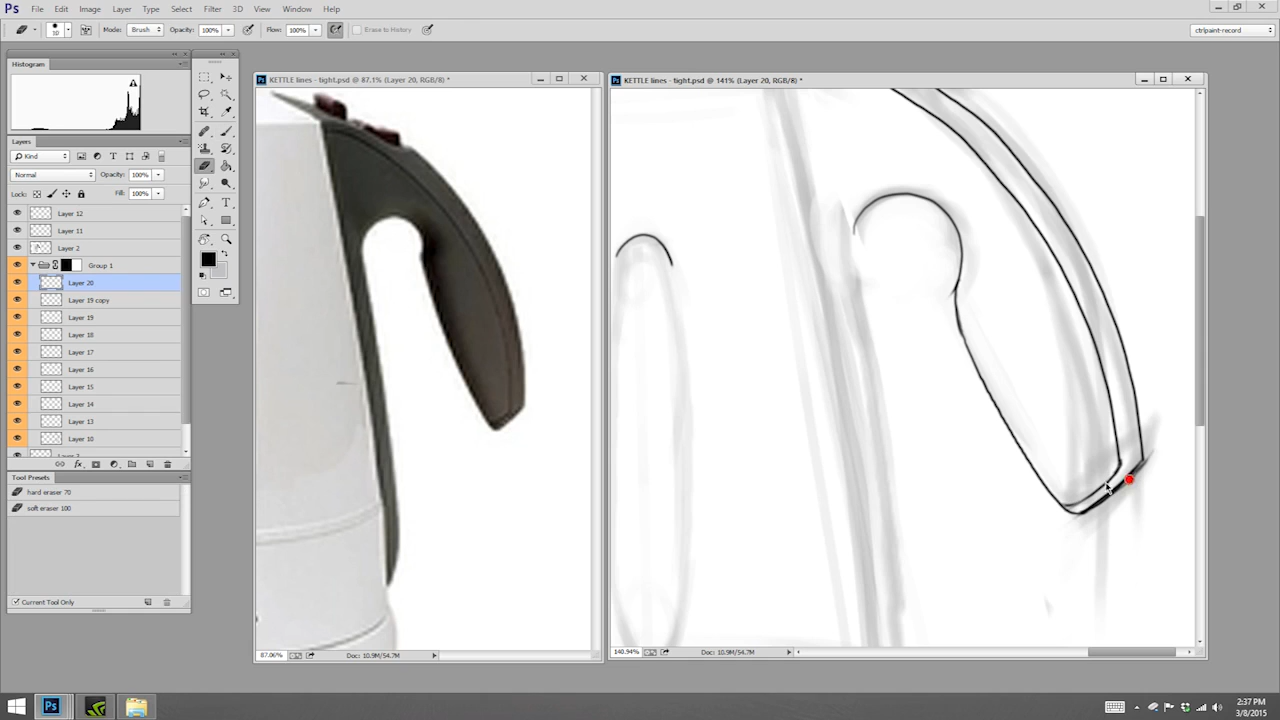 Ps File Edit Image Layer Type Select Filter 3D View Window Help
10 Mode: Brush Opacity: 100% Flow: 100% Erase to History ctrlpaint-record
Histogram
KETTLE lines - tight.psd @ 87.1% (Layer 20, RGB/8) *
KETTLE lines - tight.psd @ 141% (Layer 20, RGB/8) *
Layers
Kind
Normal Opacity: 100%
Lock: Fill: 100%
Layer 12
Layer 11
Layer 2
Group 1
Layer 20
Layer 19 copy
Layer 19
Layer 18
Layer 17
Layer 16
Layer 15
Layer 14
Layer 13
Layer 10
Tool Presets
hard eraser 70
soft eraser 100
Current Tool Only
87.06% Doc: 10.9M/54.7M
140.94% Doc: 10.9M/54.7M
Ps
2:37 PM
3/8/2015